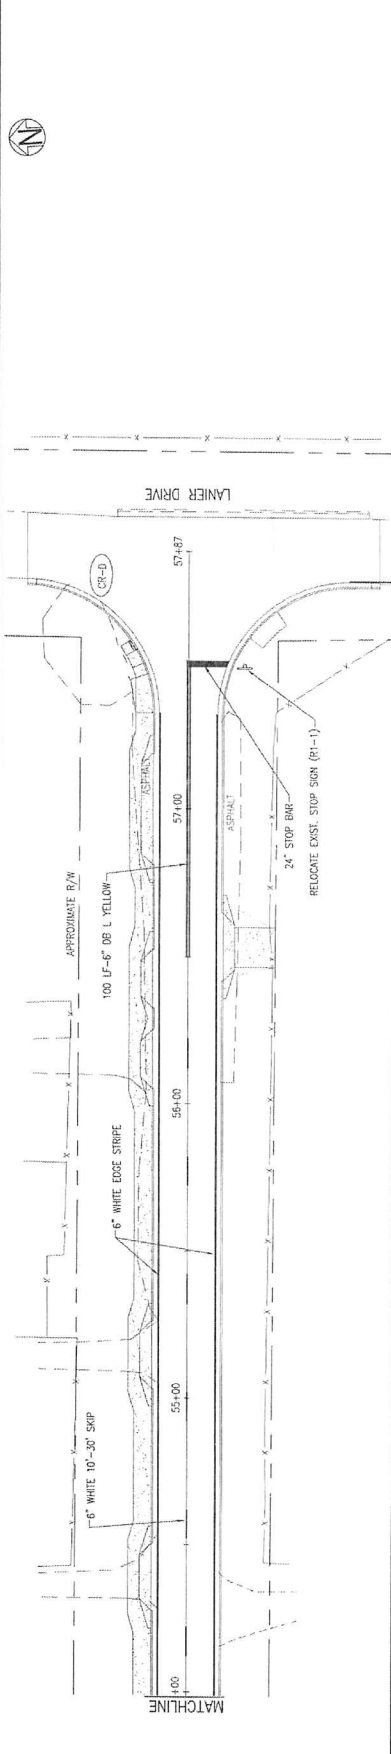 N
LANIER DRIVE
57+87
CR-D
ASPHALT
APPROXIMATE R/W
57+00
ASPHALT
24" STOP BAR
RELOCATE EXIST. STOP SIGN (R1-1)
100 LF-6" DB L YELLOW
56+00
6" WHITE EDGE STRIPE
55+00
6" WHITE 10'-30' SKIP
+00
MATCHLINE